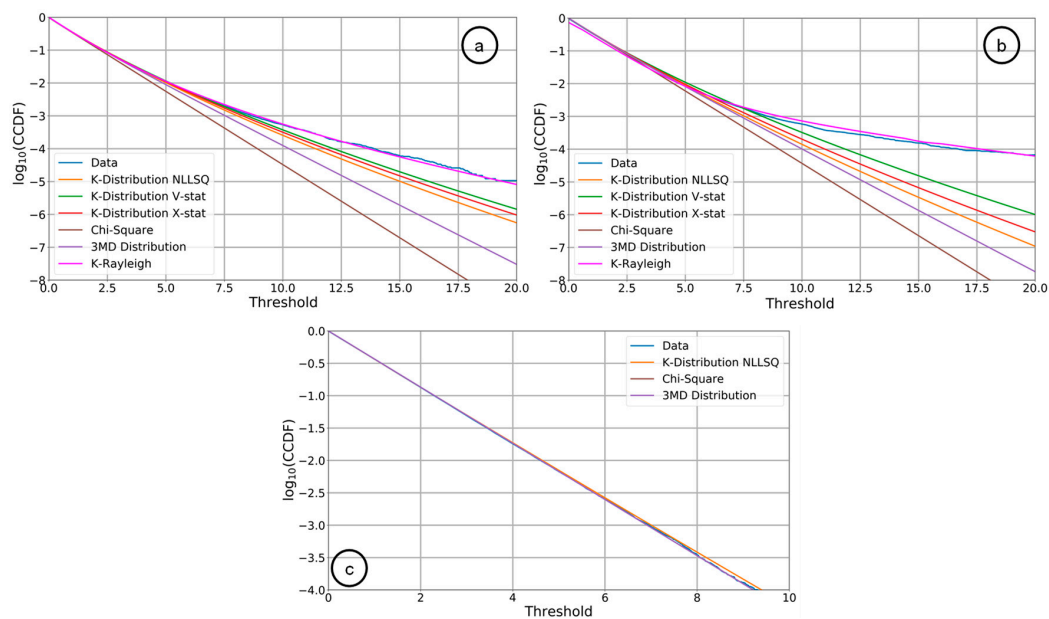 a
0
−1
−2
−3
−4
−5
−6
−7
−8
log10(CCDF)
Data
K-Distribution NLLSQ
K-Distribution V-stat
K-Distribution X-stat
Chi-Square
3MD Distribution
K-Rayleigh
0.0 2.5 5.0 7.5 10.0 12.5 15.0 17.5 20.0
Threshold
b
0
−1
−2
−3
−4
−5
−6
−7
−8
log10(CCDF)
Data
K-Distribution NLLSQ
K-Distribution V-stat
K-Distribution X-stat
Chi-Square
3MD Distribution
K-Rayleigh
0.0 2.5 5.0 7.5 10.0 12.5 15.0 17.5 20.0
Threshold
0.0
−0.5
−1.0
−1.5
−2.0
−2.5
−3.0
−3.5
−4.0
log10(CCDF)
Data
K-Distribution NLLSQ
Chi-Square
3MD Distribution
c
0 2 4 6 8 10
Threshold